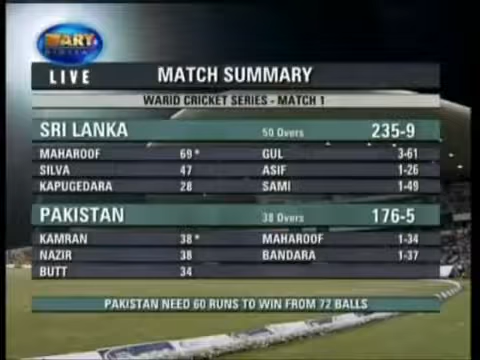 ARY
DIGITAL
LIVE MATCH SUMMARY
WARID CRICKET SERIES - MATCH 1
SRI LANKA 50 Overs 235-9
MAHAROOF 69* GUL 3-61
SILVA 47 ASIF 1-26
KAPUGEDARA 28 SAMI 1-49
PAKISTAN 38 Overs 176-5
KAMRAN 38* MAHAROOF 1-34
NAZIR 38 BANDARA 1-37
BUTT 34
PAKISTAN NEED 60 RUNS TO WIN FROM 72 BALLS